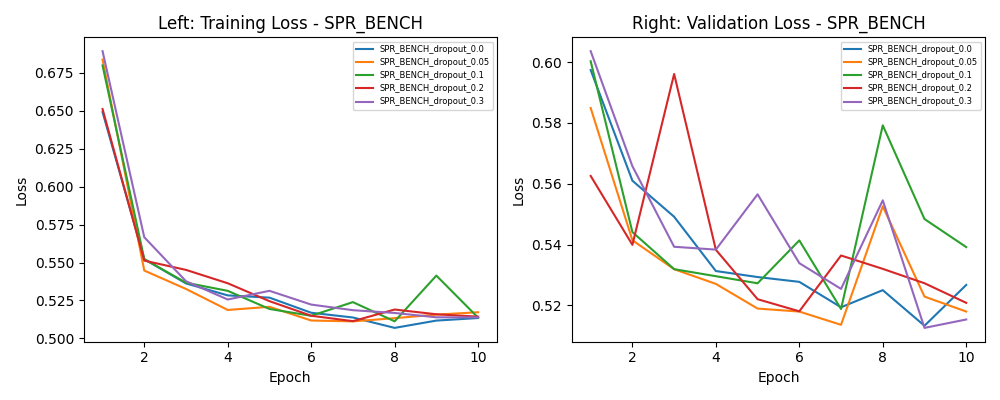 Left: Training Loss - SPR_BENCH
SPR_BENCH_dropout_0.0
SPR_BENCH_dropout_0.05
SPR_BENCH_dropout_0.1
SPR_BENCH_dropout_0.2
SPR_BENCH_dropout_0.3
Loss
0.675
0.650
0.625
0.600
0.575
0.550
0.525
0.500
2 4 6 8 10
Epoch
Right: Validation Loss - SPR_BENCH
SPR_BENCH_dropout_0.0
SPR_BENCH_dropout_0.05
SPR_BENCH_dropout_0.1
SPR_BENCH_dropout_0.2
SPR_BENCH_dropout_0.3
Loss
0.60
0.58
0.56
0.54
0.52
2 4 6 8 10
Epoch